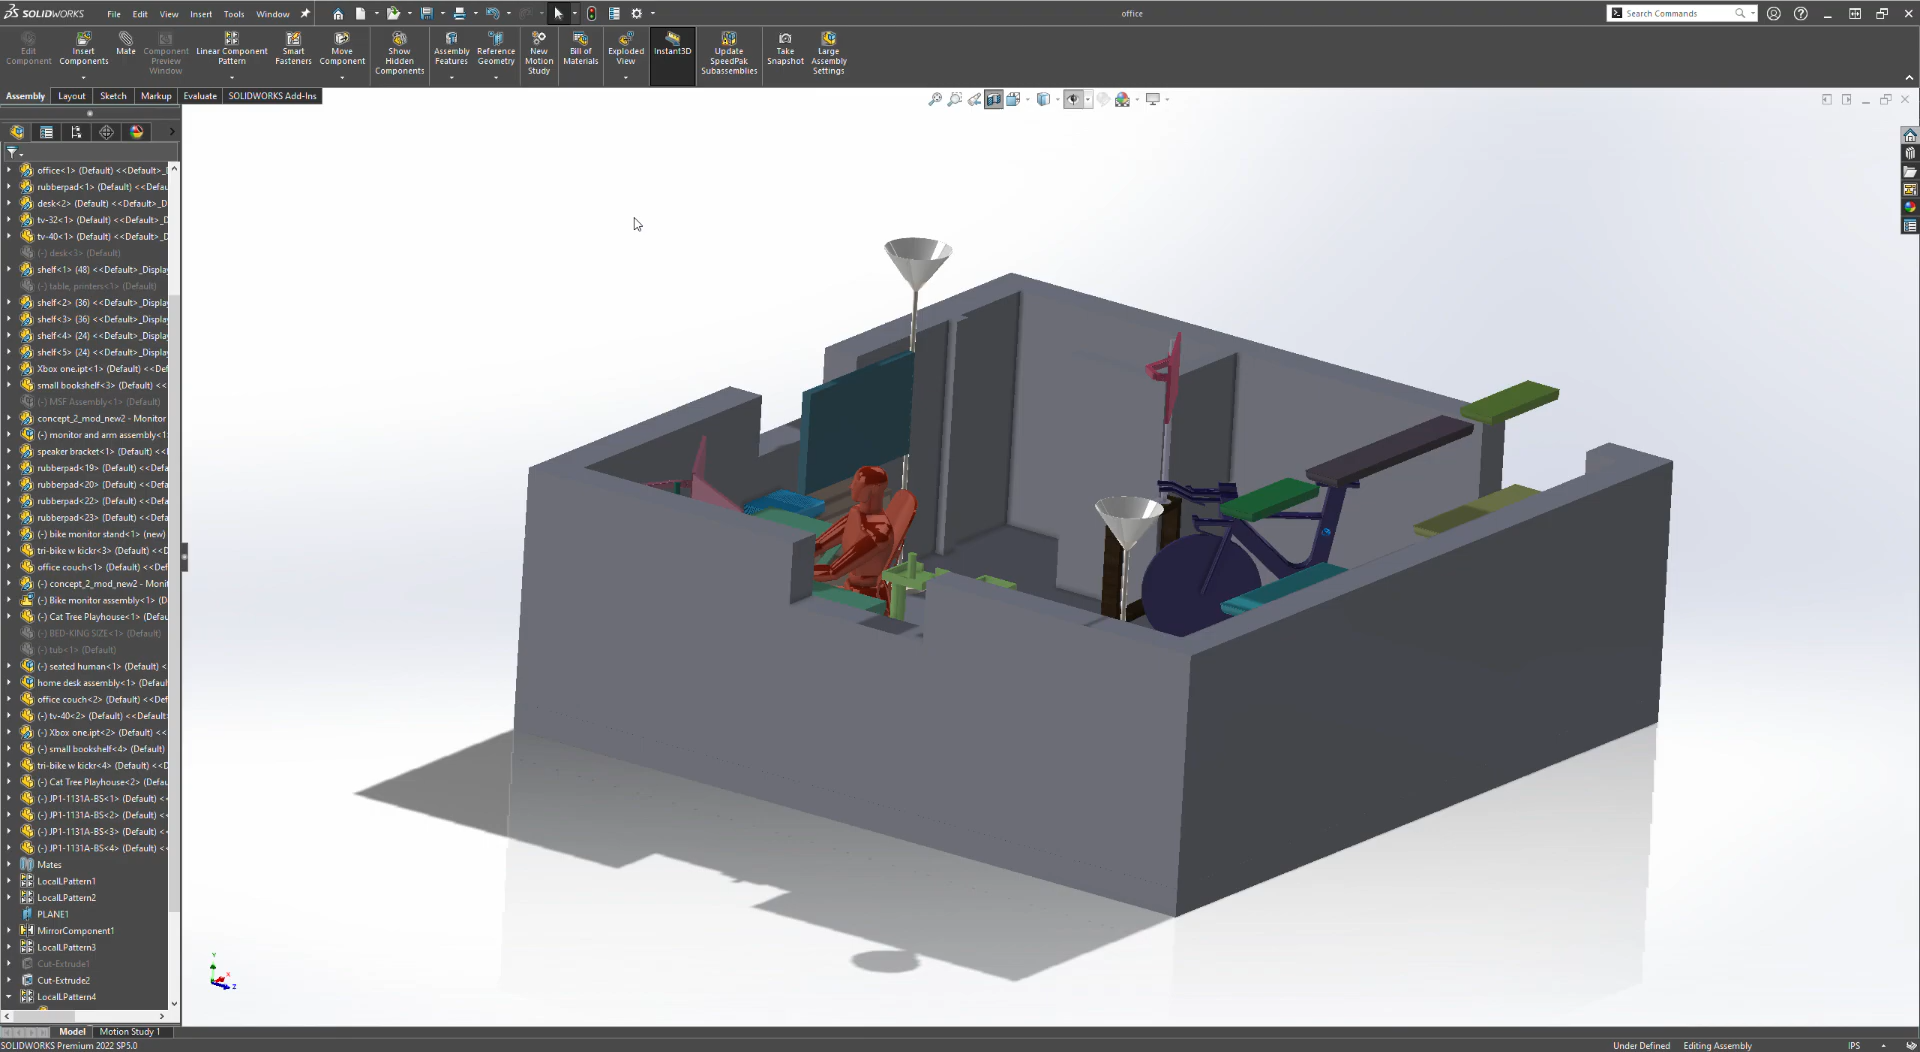 SOLIDWORKS File Edit View Insert Tools Window office Search Commands
Edit Component
Insert Components
Mate
Component Preview Window
Linear Component Pattern
Smart Fasteners
Move Component
Show Hidden Components
Assembly Features
Reference Geometry
New Motion Study
Bill of Materials
Exploded View
Instant3D
Update SpeedPak Subassemblies
Take Snapshot
Large Assembly Settings
Assembly Layout Sketch Markup Evaluate SOLIDWORKS Add-Ins
office<1> (Default) <<Default>_
rubberpad<1> (Default) <<Defau
desk<2> (Default) <<Default>_D
tv-32<1> (Default) <<Default>_D
tv-40<1> (Default) <<Default>_D
(-) desk<3> (Default)
shelf<1> (48) <<Default>_Display
(-) table, printers<1> (Default)
shelf<2> (36) <<Default>_Display
shelf<3> (36) <<Default>_Display
shelf<4> (24) <<Default>_Display
shelf<5> (24) <<Default>_Display
Xbox one.ipt<1> (Default) <<Def
small bookshelf<3> (Default) <<
(-) MSF Assembly<1> (Default)
concept_2_mod_new2 - Monitor
(-) monitor and arm assembly<1>
speaker bracket<1> (Default) <<
rubberpad<19> (Default) <<Defa
rubberpad<20> (Default) <<Defa
rubberpad<22> (Default) <<Defa
rubberpad<23> (Default) <<Defa
(-) bike monitor stand<1> (new)
tri-bike w kickr<3> (Default) <<D
office couch<1> (Default) <<Def
(-) concept_2_mod_new2 - Monit
(-) Bike monitor assembly<1> (D
(-) Cat Tree Playhouse<1> (Defau
(-) BED-KING SIZE<1> (Default)
(-) tub<1> (Default)
(-) seated human<1> (Default) <
home desk assembly<1> (Defaul
office couch<2> (Default) <<Def
(-) tv-40<2> (Default) <<Default>
(-) Xbox one.ipt<2> (Default) <<
(-) small bookshelf<4> (Default)
tri-bike w kickr<4> (Default) <<D
(-) Cat Tree Playhouse<2> (Defau
(-) JP1-1131A-BS<1> (Default) <<
(-) JP1-1131A-BS<2> (Default) <<
(-) JP1-1131A-BS<3> (Default) <<
(-) JP1-1131A-BS<4> (Default) <<
Mates
LocalLPattern1
LocalLPattern2
PLANE1
MirrorComponent1
LocalLPattern3
Cut-Extrude1
Cut-Extrude2
LocalLPattern4
Y
X
Z
Model Motion Study 1
SOLIDWORKS Premium 2022 SP5.0 Under Defined Editing Assembly IPS